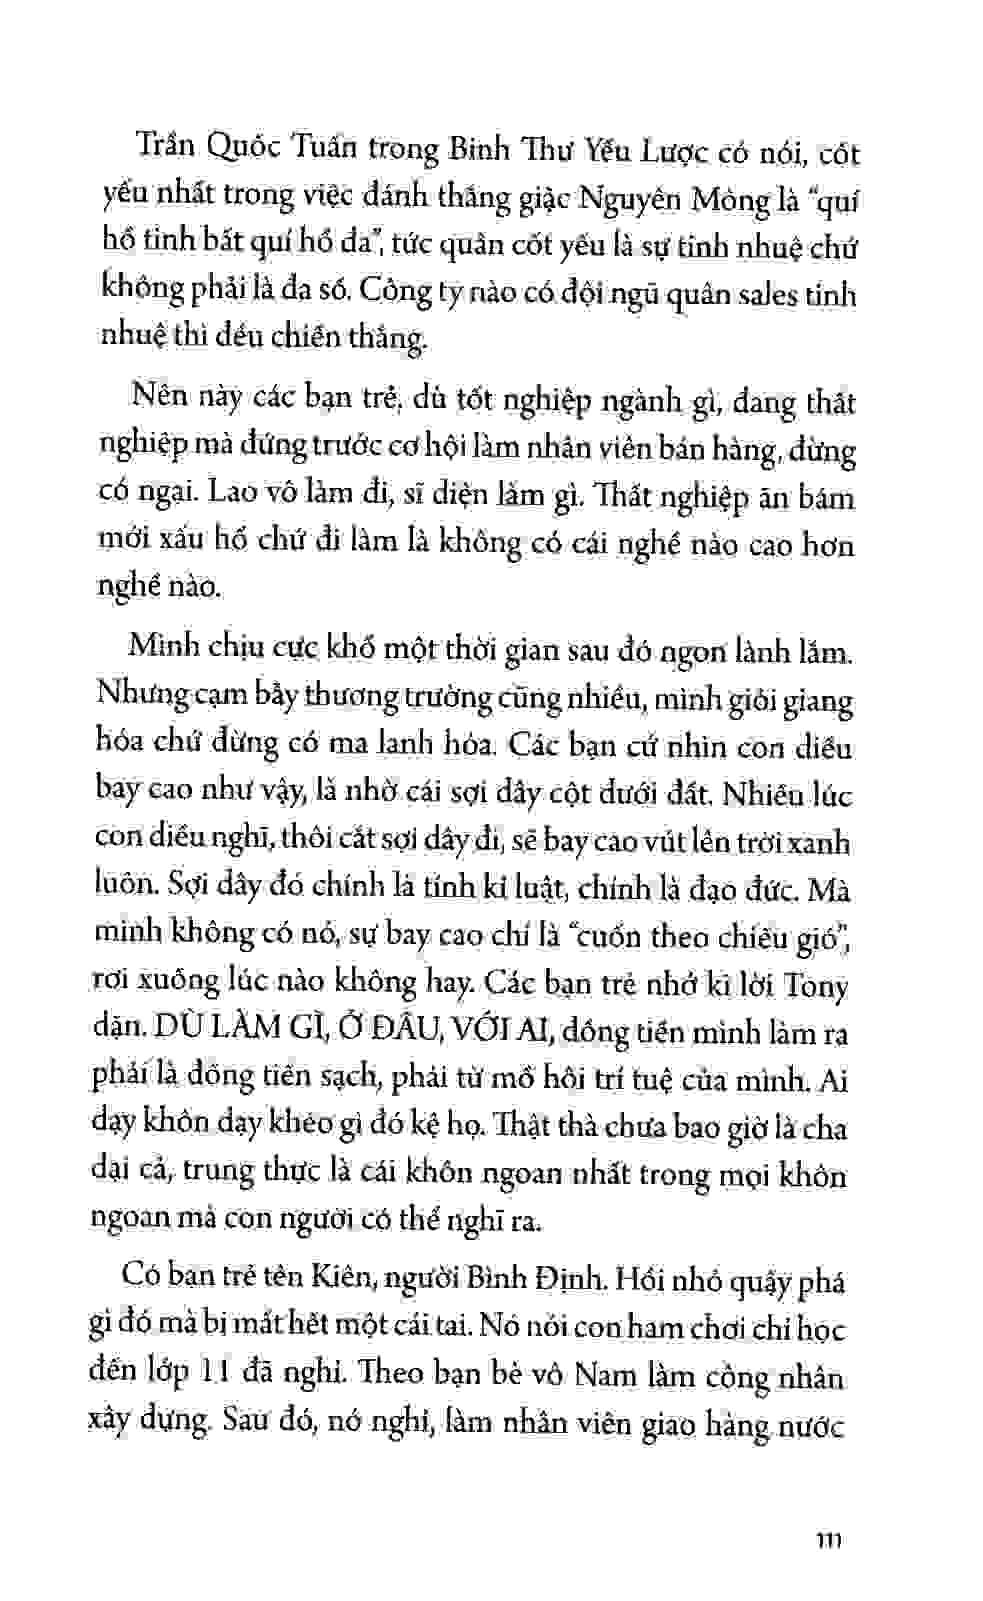 Trần Quốc Tuấn trong Binh Thư Yếu Lược có nói, cốt
yếu nhất trong việc đánh thắng giặc Nguyên Mông là "quí
hồ tinh bất quí hồ đa", tức quân cốt yếu là sự tinh nhuệ chứ
không phải là đa số. Công ty nào có đội ngũ quân sales tinh
nhuệ thì đều chiến thắng.
Nên này các bạn trẻ, dù tốt nghiệp ngành gì, đang thất
nghiệp mà đứng trước cơ hội làm nhân viên bán hàng, đừng
có ngại. Lao vô làm đi, sĩ diện lắm gì. Thất nghiệp ăn bám
mới xấu hổ chứ đi làm là không có cái nghề nào cao hơn
nghề nào.
Mình chịu cực khổ một thời gian sau đó ngon lành lắm.
Nhưng cạm bẫy thương trường cũng nhiều, mình giỏi giang
hóa chứ đừng có ma lanh hóa. Các bạn cứ nhìn con diều
bay cao như vậy, là nhờ cái sợi dây cột dưới đất. Nhiều lúc
con diều nghĩ, thôi cắt sợi dây đi, sẽ bay cao vút lên trời xanh
luôn. Sợi dây đó chính là tính kỉ luật, chính là đạo đức. Mà
mình không có nó, sự bay cao chỉ là "cuốn theo chiều gió",
rơi xuống lúc nào không hay. Các bạn trẻ nhớ kĩ lời Tony
dặn. DÙ LÀM GÌ, Ở ĐÂU, VỚI AI, đồng tiền mình làm ra
phải là đồng tiền sạch, phải từ mồ hôi trí tuệ của mình. Ai
dạy khôn dạy khéo gì đó kệ họ. Thật thà chưa bao giờ là cha
dại cả, trung thực là cái khôn ngoan nhất trong mọi khôn
ngoan mà con người có thể nghĩ ra.
Có bạn trẻ tên Kiên, người Bình Định. Hồi nhỏ quậy phá
gì đó mà bị mất hết một cái tai. Nó nói con ham chơi chỉ học
đến lớp 11 đã nghỉ. Theo bạn bè vô Nam làm công nhân
xây dựng. Sau đó, nó nghỉ, làm nhân viên giao hàng nước
111